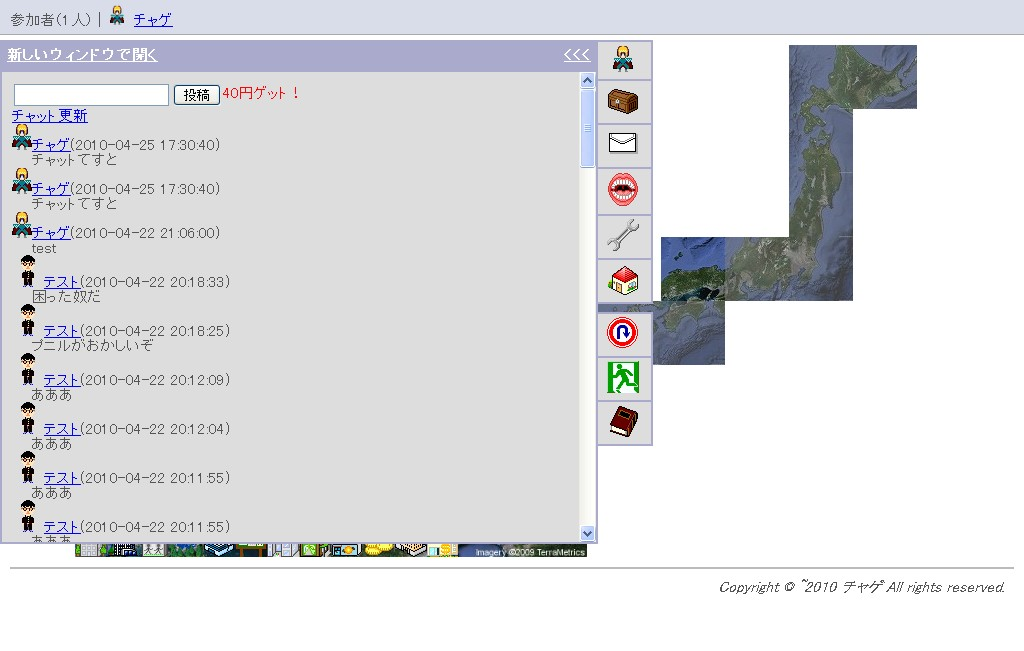 参加者(1人) | チャゲ
新しいウィンドウで開く <<<
投稿 40円ゲット！
チャット更新
チャゲ(2010-04-25 17:30:40)
チャットてすと
チャゲ(2010-04-25 17:30:40)
チャットてすと
チャゲ(2010-04-22 21:06:00)
test
テスト(2010-04-22 20:18:33)
困った奴だ
テスト(2010-04-22 20:18:25)
プニルがおかしいぞ
テスト(2010-04-22 20:12:09)
あああ
テスト(2010-04-22 20:12:04)
あああ
テスト(2010-04-22 20:11:55)
あああ
テスト(2010-04-22 20:11:55)
あああ
Imagery ©2009 TerraMetrics
Copyright © ~2010 チャゲ All rights reserved.